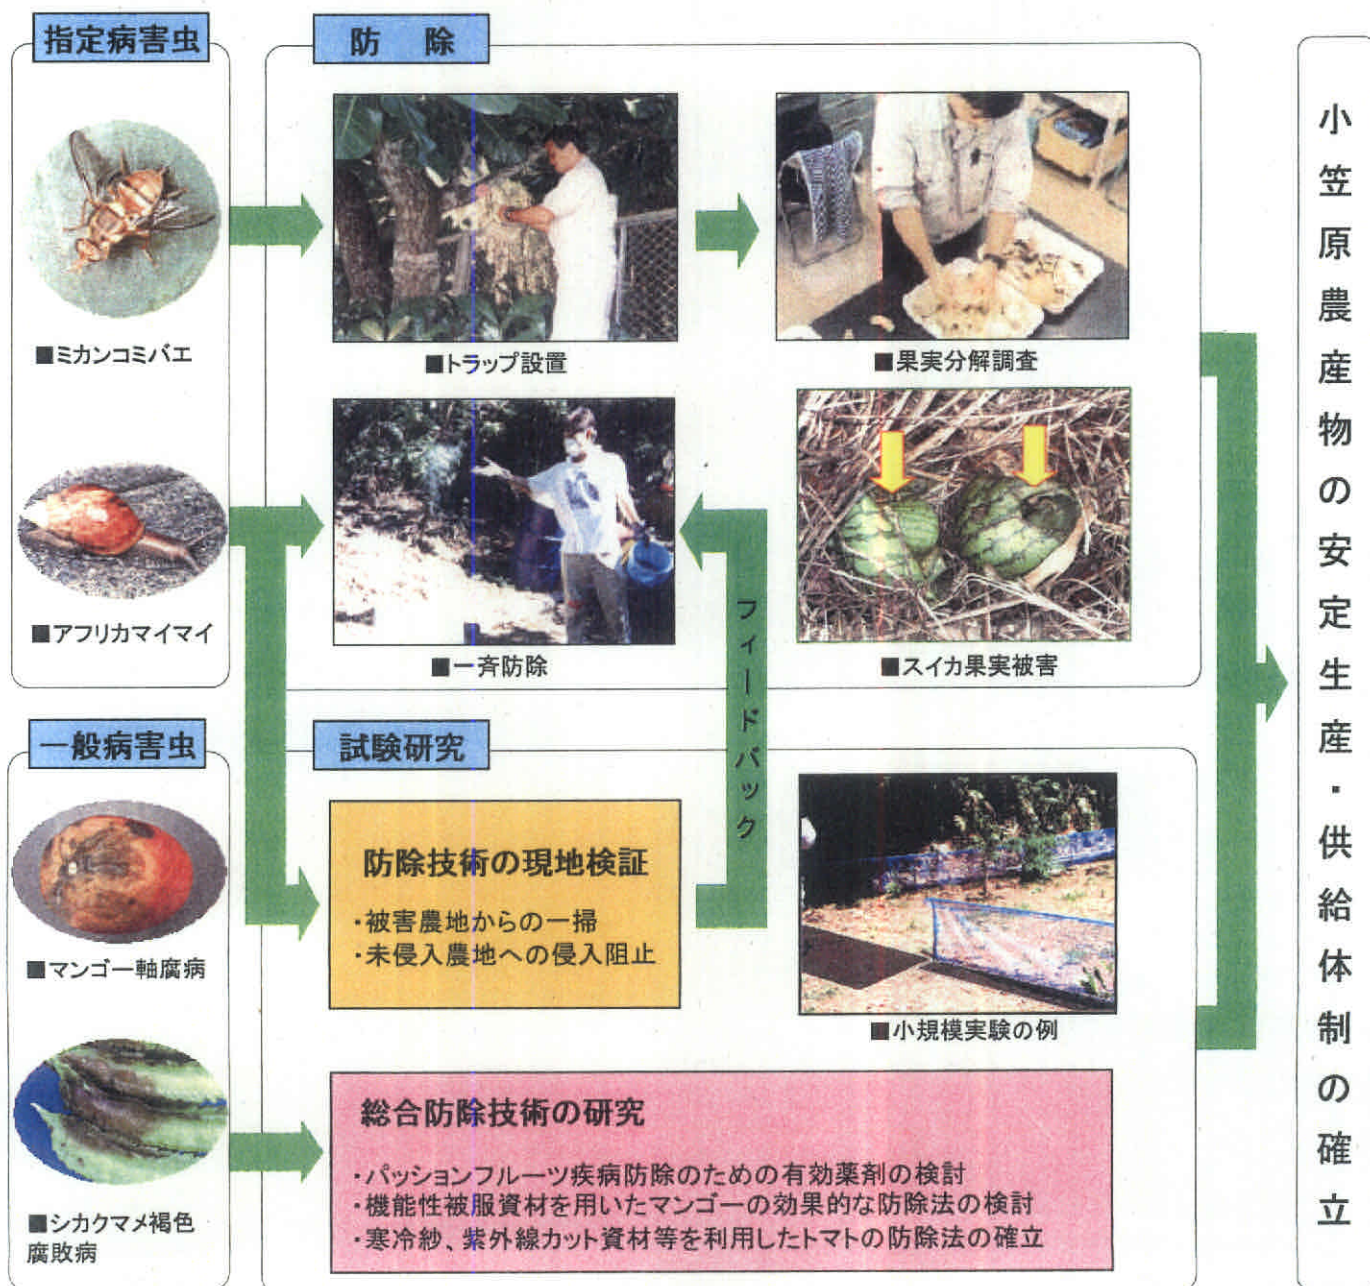 指定病害虫
■ミカンコミバエ
■アフリカマイマイ
防　除
■トラップ設置
■果実分解調査
■一斉防除
■スイカ果実被害
フィードバック
一般病害虫
■マンゴー軸腐病
■シカクマメ褐色
腐敗病
試験研究
防除技術の現地検証
・被害農地からの一掃
・未侵入農地への侵入阻止
■小規模実験の例
総合防除技術の研究
・パッションフルーツ疾病防除のための有効薬剤の検討
・機能性被服資材を用いたマンゴーの効果的な防除法の検討
・寒冷紗、紫外線カット資材等を利用したトマトの防除法の確立
小笠原農産物の安定生産・供給体制の確立